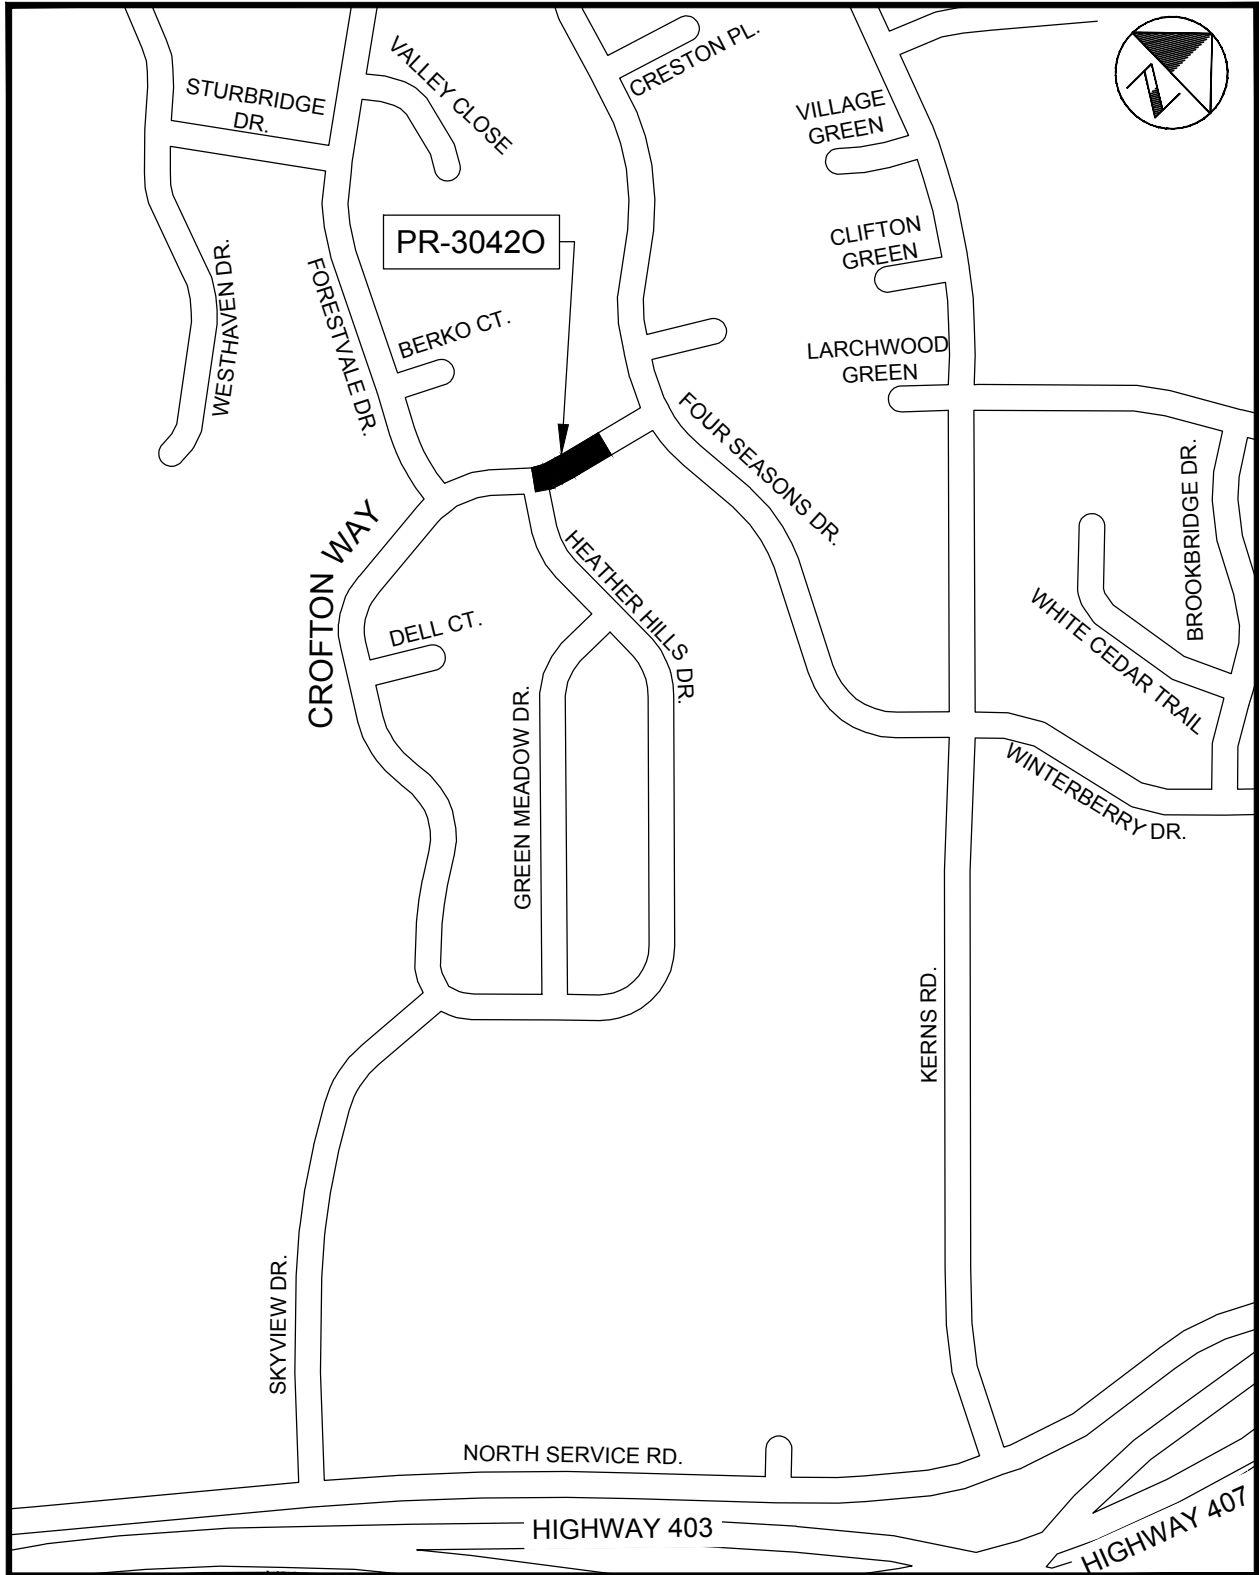 VALLEY CLOSE
CRESTON PL.
STURBRIDGE
DR.
VILLAGE
GREEN
PR-3042O
CLIFTON
GREEN
WESTHAVEN DR.
FORESTVALE DR.
BERKO CT.
LARCHWOOD
GREEN
FOUR SEASONS DR.
BROOKBRIDGE DR.
CROFTON WAY
HEATHER HILLS DR.
DELL CT.
WHITE CEDAR TRAIL
GREEN MEADOW DR.
WINTERBERRY DR.
KERNS RD.
SKYVIEW DR.
NORTH SERVICE RD.
HIGHWAY 403
HIGHWAY 407